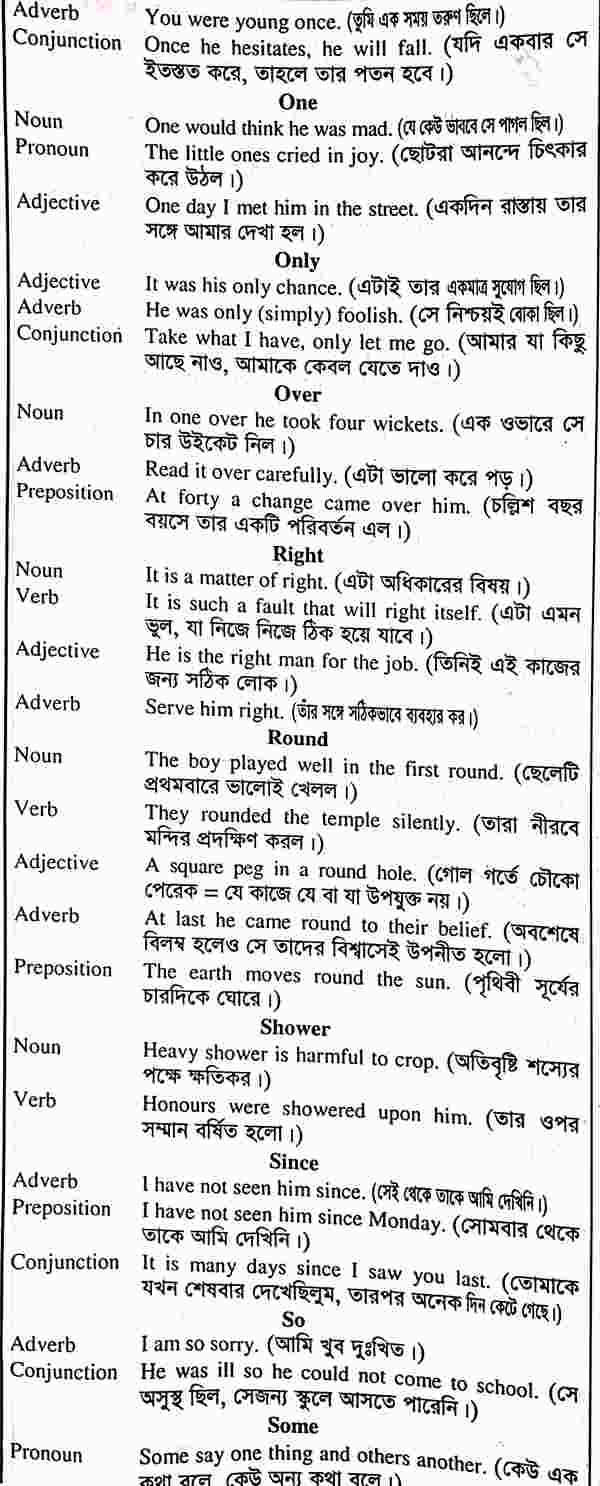 Adverb You were young once. (তুমি এক সময় তরুণ ছিলে।)
Conjunction Once he hesitates, he will fall. (যদি একবার সে
ইতস্তত করে, তাহলে তার পতন হবে।)
One
Noun One would think he was mad. (যে কেউ ভাববে সে পাগল ছিল।)
Pronoun The little ones cried in joy. (ছোটরা আনন্দে চিৎকার
করে উঠল।)
Adjective One day I met him in the street. (একদিন রাস্তায় তার
সঙ্গে আমার দেখা হল।)
Only
Adjective It was his only chance. (এটাই তার একমাত্র সুযোগ ছিল।)
Adverb He was only (simply) foolish. (সে নিশ্চয়ই বোকা ছিল।)
Conjunction Take what I have, only let me go. (আমার যা কিছু
আছে নাও, আমাকে কেবল যেতে দাও।)
Over
Noun In one over he took four wickets. (এক ওভারে সে
চার উইকেট নিল।)
Adverb Read it over carefully. (এটা ভালো করে পড়।)
Preposition At forty a change came over him. (চল্লিশ বছর
বয়সে তার একটি পরিবর্তন এল।)
Right
Noun It is a matter of right. (এটা অধিকারের বিষয়।)
Verb It is such a fault that will right itself. (এটা এমন
ভুল, যা নিজে নিজে ঠিক হয়ে যাবে।)
Adjective He is the right man for the job. (তিনিই এই কাজের
জন্য সঠিক লোক।)
Adverb Serve him right. (তাঁর সঙ্গে সঠিকভাবে ব্যবহার কর।)
Round
Noun The boy played well in the first round. (ছেলেটি
প্রথমবারে ভালোই খেলল।)
Verb They rounded the temple silently. (তারা নীরবে
মন্দির প্রদক্ষিণ করল।)
Adjective A square peg in a round hole. (গোল গর্তে চৌকো
পেরেক = যে কাজে যে বা যা উপযুক্ত নয়।)
Adverb At last he came round to their belief. (অবশেষে
বিলম্ব হলেও সে তাদের বিশ্বাসেই উপনীত হলো।)
Preposition The earth moves round the sun. (পৃথিবী সূর্যের
চারদিকে ঘোরে।)
Shower
Noun Heavy shower is harmful to crop. (অতিবৃষ্টি শস্যের
পক্ষে ক্ষতিকর।)
Verb Honours were showered upon him. (তার ওপর
সম্মান বর্ষিত হলো।)
Since
Adverb I have not seen him since. (সেই থেকে তাকে আমি দেখিনি।)
Preposition I have not seen him since Monday. (সোমবার থেকে
তাকে আমি দেখিনি।)
Conjunction It is many days since I saw you last. (তোমাকে
যখন শেষবার দেখেছিলুম, তারপর অনেক দিন কেটে গেছে।)
So
Adverb I am so sorry. (আমি খুব দুঃখিত।)
Conjunction He was ill so he could not come to school. (সে
অসুস্থ ছিল, সেজন্য স্কুলে আসতে পারেনি।)
Some
Pronoun Some say one thing and others another. (কেউ এক
কথা বলে, কেউ অন্য কথা বলে।)